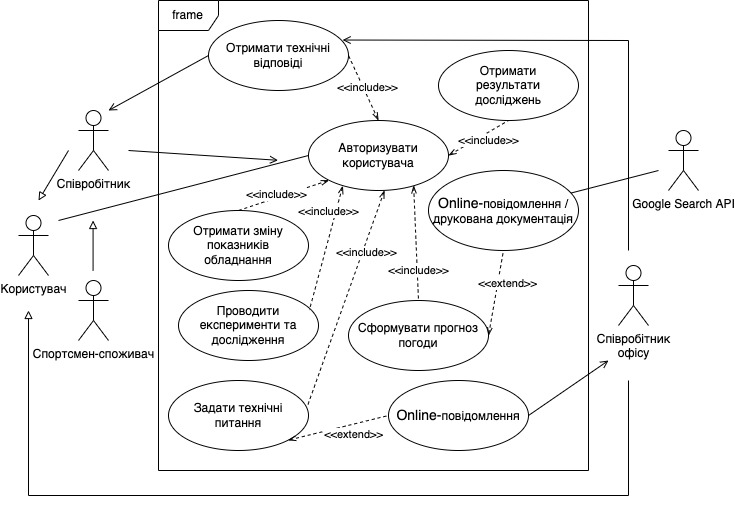 frame
Отримати технічні
відповіді
<<include>>
Отримати
результати
досліджень
<<include>>
Авторизувати
користувача
Співробітник
<<include>>
<<include>>
Online-повідомлення /
друкована документація
Google Search API
Отримати зміну
показників
обладнання
<<include>>
<<include>>
<<extend>>
Користувач
Проводити
експерименти та
дослідження
Сформувати прогноз
погоди
Спортсмен-споживач
Співробітник
офісу
Задати технічні
питання
Online-повідомлення
<<extend>>